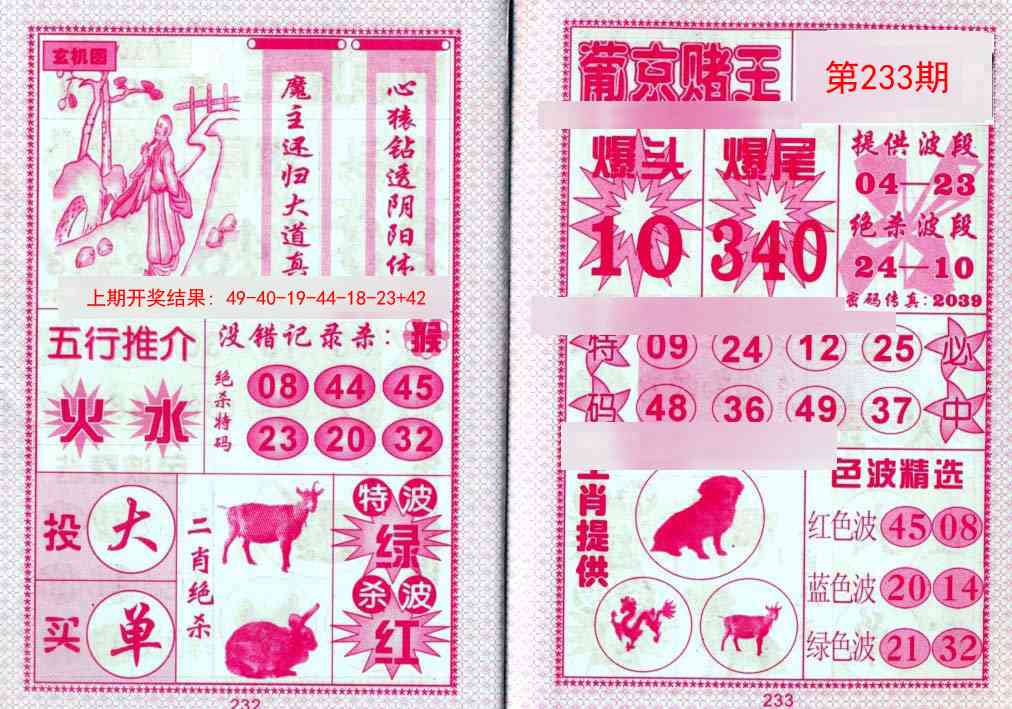 玄机图
魔主还归大道真
心猿钻透阴阳体
上期开奖结果: 49-40-19-44-18-23+42
五行推介
火 水
没错记录杀: 猴
绝杀特码
08 44 45
23 20 32
投 大
买 单
二肖绝杀
特波
绿
杀波
红
232
葡京赌王
第233期
爆头
10
爆尾
340
提供波段
04—23
绝杀波段
24—10
密码传真:2039
特码
09 24 12 25
48 36 49 37
必中
肖提供
色波精选
红色波 45 08
蓝色波 20 14
绿色波 21 32
233